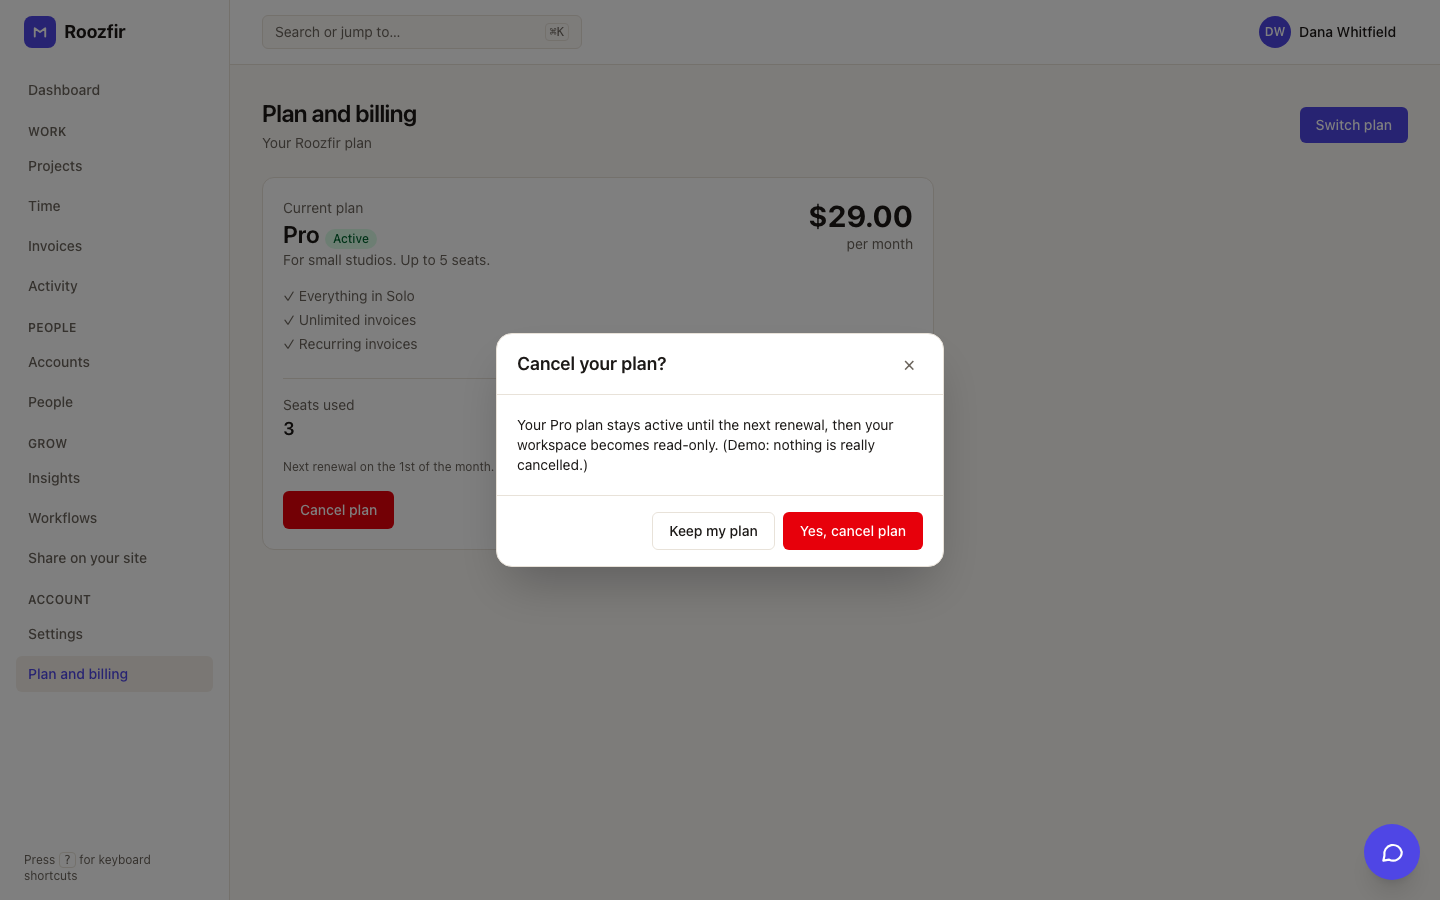 Roozfir
Search or jump to...
⌘K
DW
Dana Whitfield
Dashboard
WORK
Projects
Time
Invoices
Activity
PEOPLE
Accounts
People
GROW
Insights
Workflows
Share on your site
ACCOUNT
Settings
Plan and billing
Press ? for keyboard
shortcuts
Plan and billing
Your Roozfir plan
Switch plan
Current plan
Pro Active
For small studios. Up to 5 seats.
$29.00
per month
✓ Everything in Solo
✓ Unlimited invoices
✓ Recurring invoices
Seats used
3
Next renewal on the 1st of the month.
Cancel plan
Cancel your plan?
×
Your Pro plan stays active until the next renewal, then your
workspace becomes read-only. (Demo: nothing is really
cancelled.)
Keep my plan
Yes, cancel plan